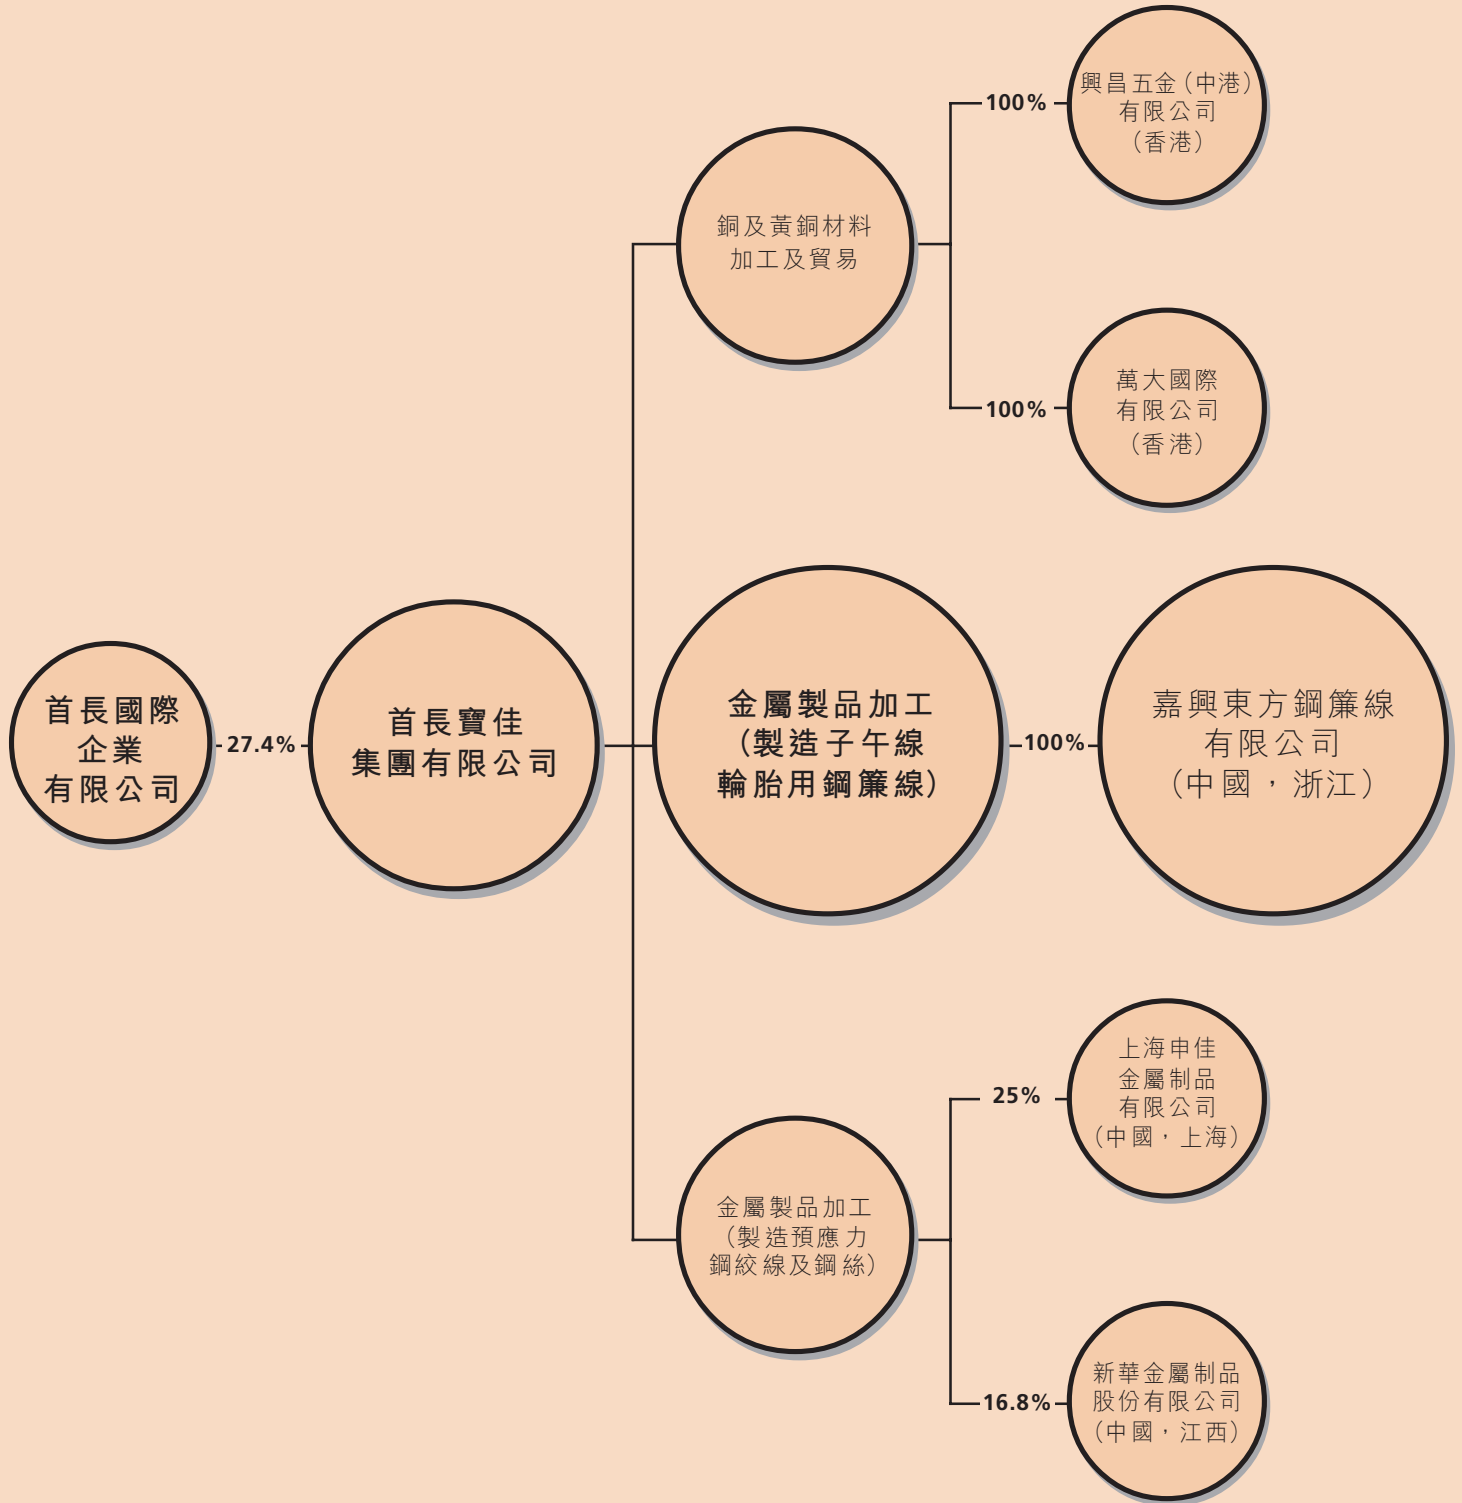 首長國際
企業
有限公司
27.4%
首長寶佳
集團有限公司
銅及黃銅材料
加工及貿易
100%
興昌五金（中港）
有限公司
（香港）
100%
萬大國際
有限公司
（香港）
金屬製品加工
（製造子午線
輪胎用鋼簾線）
100%
嘉興東方鋼簾線
有限公司
（中國，浙江）
金屬製品加工
（製造預應力
鋼絞線及鋼絲）
25%
上海申佳
金屬制品
有限公司
（中國，上海）
16.8%
新華金屬制品
股份有限公司
（中國，江西）